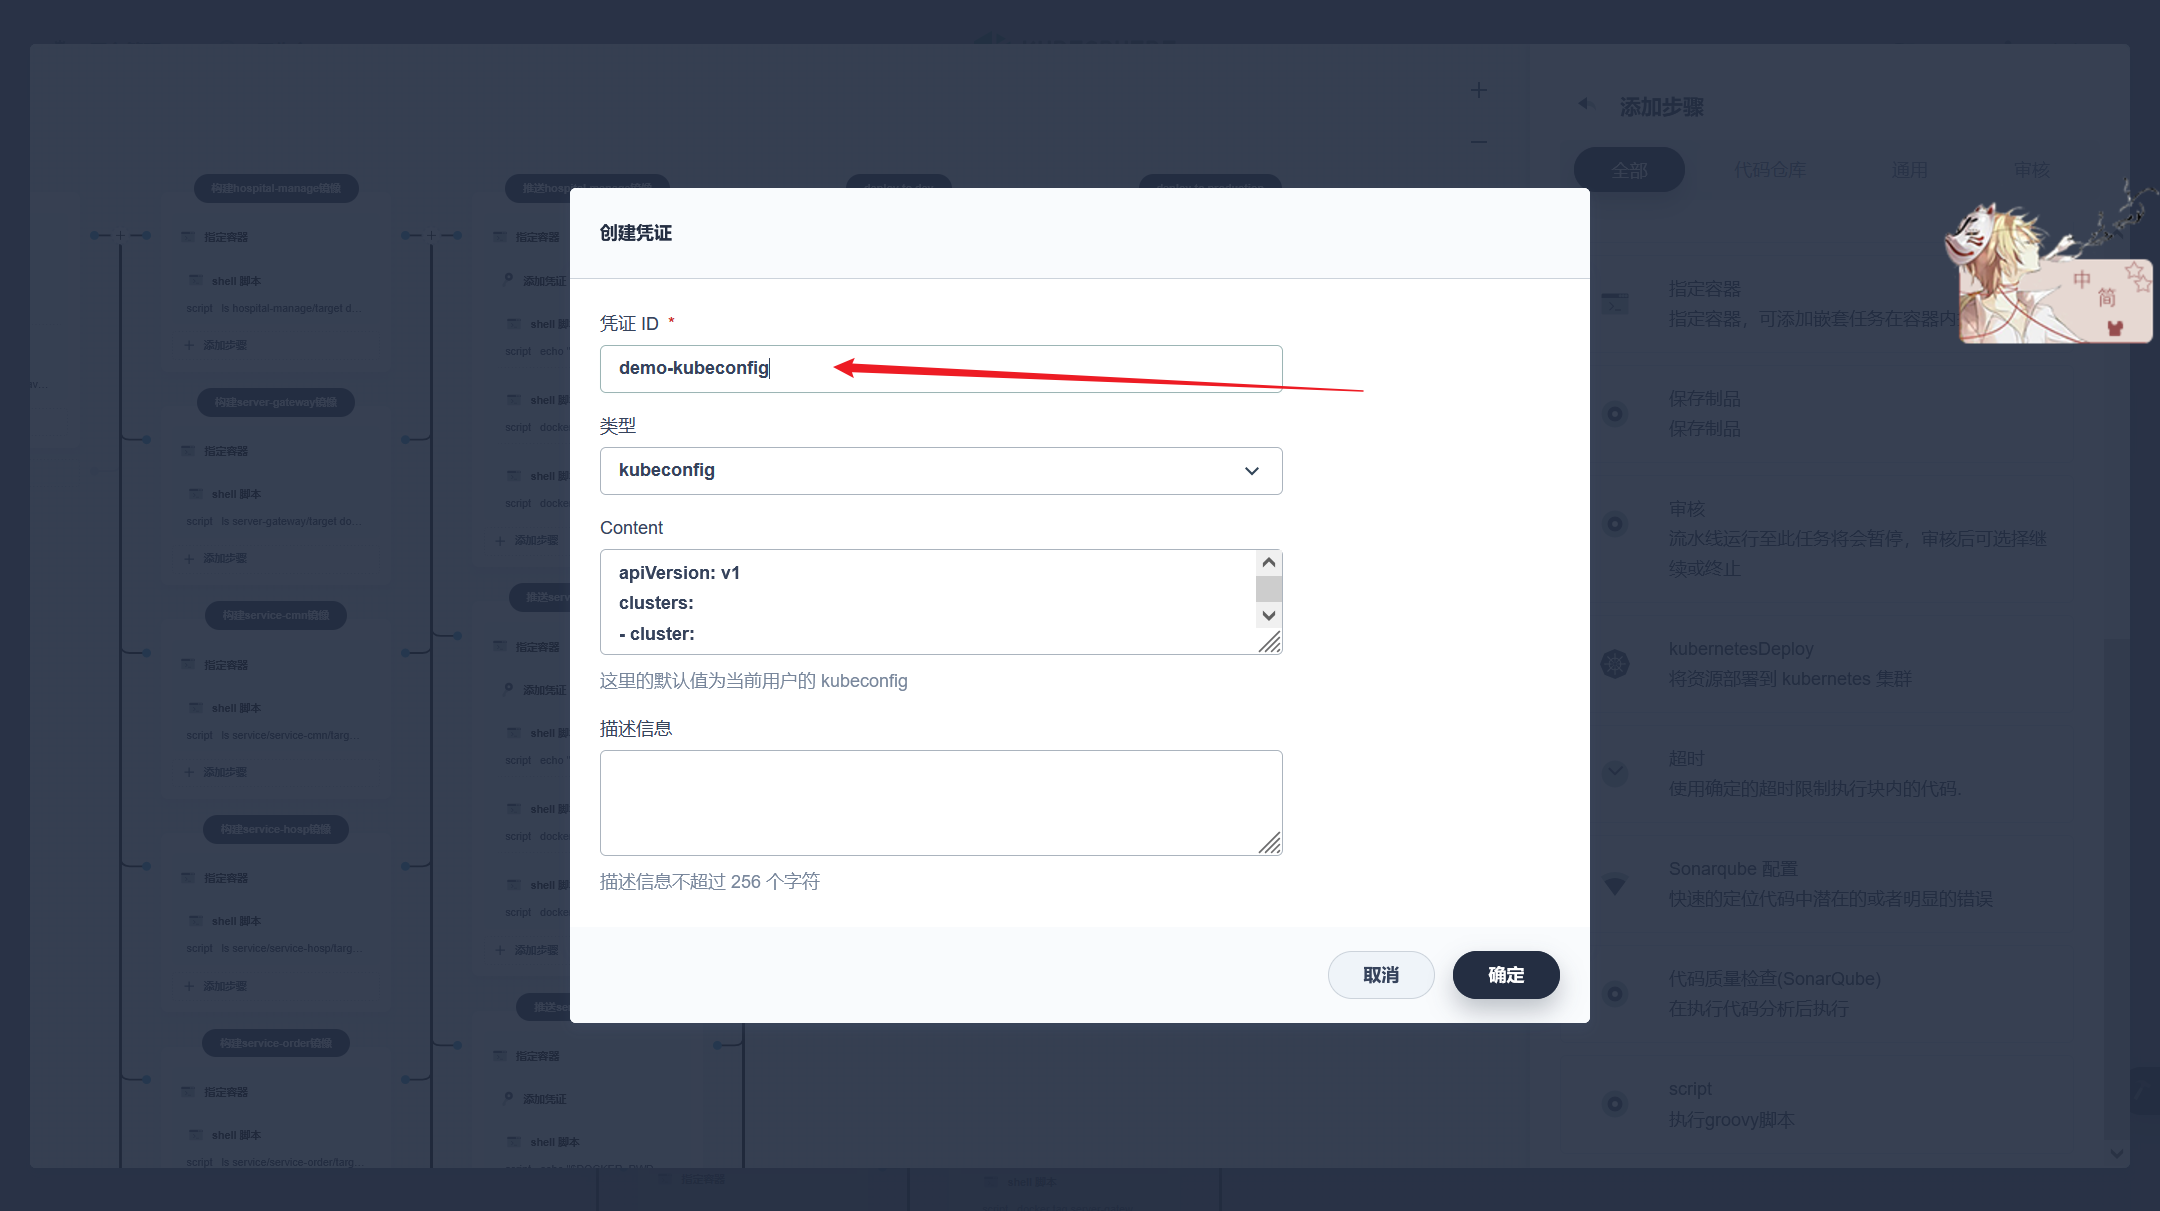 构建hospital-manage镜像
指定容器
shell 脚本
script ls hospital-manage/target d...
添加步骤
构建server-gateway镜像
指定容器
shell 脚本
script ls server-gateway/target do...
添加步骤
构建service-cmn镜像
指定容器
shell 脚本
script ls service/service-cmn/targ...
添加步骤
构建service-hosp镜像
指定容器
shell 脚本
script ls service/service-hosp/targ...
添加步骤
构建service-order镜像
指定容器
shell 脚本
script ls service/service-order/targ
指定容器
添加凭证
shell
script echo
shell
script docke
shell
script docke
添加步骤
指定容器
添加凭证
shell
script echo
shell
script docke
shell
script docke
添加步骤
指定容器
添加凭证
shell 脚本
指定容器
shell 脚本
创建凭证
凭证 ID *
demo-kubeconfig
类型
kubeconfig
Content
apiVersion: v1
clusters:
- cluster:
这里的默认值为当前用户的 kubeconfig
描述信息
描述信息不超过 256 个字符
取消
确定
添加步骤
全部
代码仓库
通用
审核
指定容器
指定容器，可添加嵌套任务在容器内
保存制品
保存制品
审核
流水线运行至此任务将会暂停，审核后可选择继
续或终止
kubernetesDeploy
将资源部署到 kubernetes 集群
超时
使用确定的超时限制执行块内的代码.
Sonarqube 配置
快速的定位代码中潜在的或者明显的错误
代码质量检查(SonarQube)
在执行代码分析后执行
script
执行groovy脚本
中
简